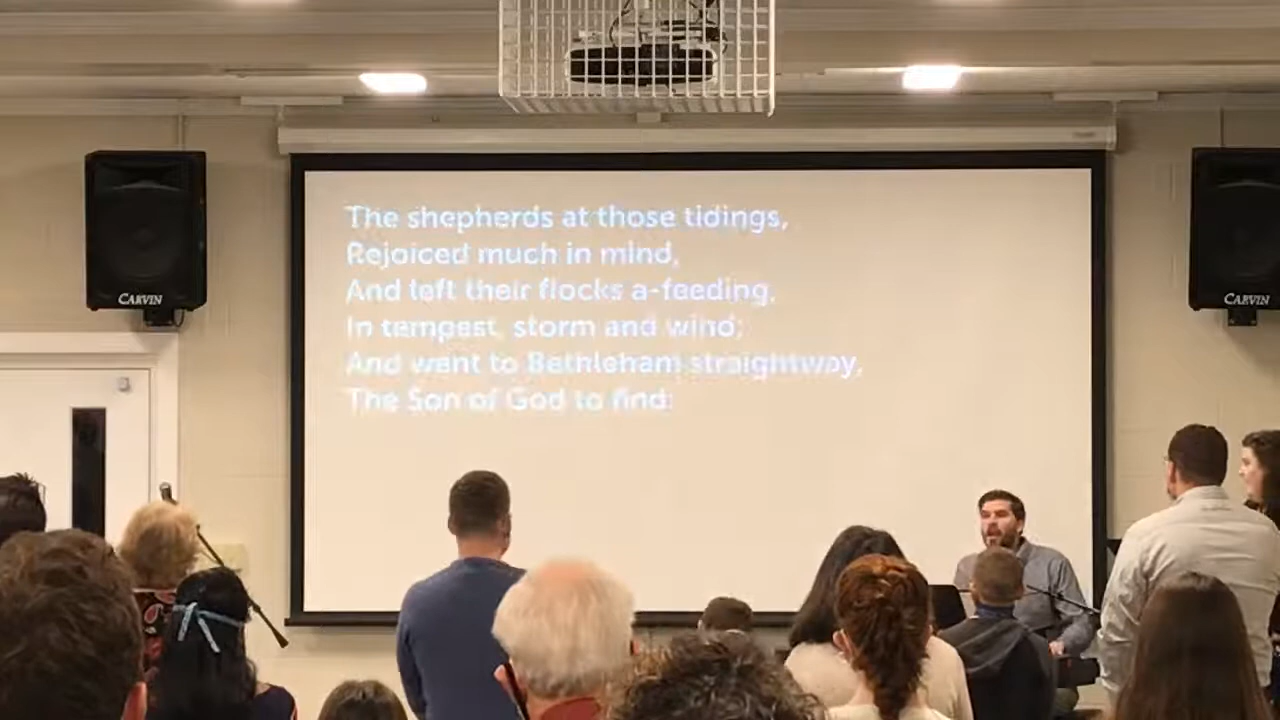 The shepherds at those tidings,
Rejoiced much in mind,
And left their flocks a-feeding,
In tempest, storm and wind;
And went to Bethleham straightway,
The Son of God to find:
CARVIN
CARVIN